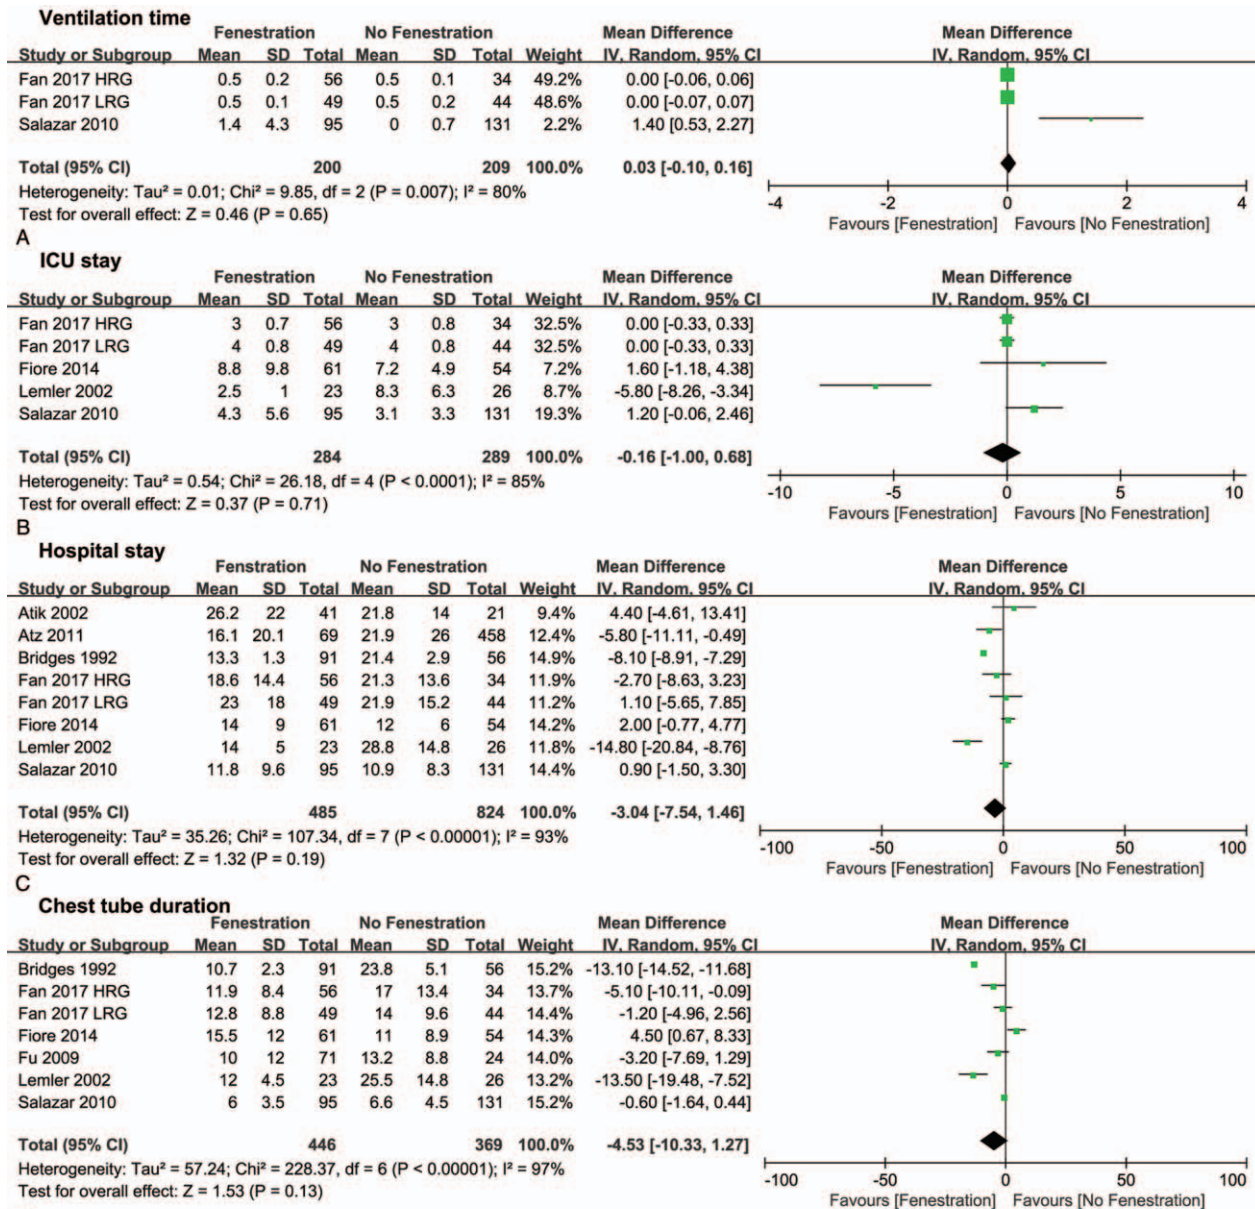 Ventilation time
Fenestration No Fenestration Mean Difference Mean Difference
Study or Subgroup Mean SD Total Mean SD Total Weight IV, Random, 95% CI IV, Random, 95% CI
Fan 2017 HRG 0.5 0.2 56 0.5 0.1 34 49.2% 0.00 [-0.06, 0.06]
Fan 2017 LRG 0.5 0.1 49 0.5 0.2 44 48.6% 0.00 [-0.07, 0.07]
Salazar 2010 1.4 4.3 95 0 0.7 131 2.2% 1.40 [0.53, 2.27]
Total (95% CI) 200 209 100.0% 0.03 [-0.10, 0.16]
Heterogeneity: Tau² = 0.01; Chi² = 9.85, df = 2 (P = 0.007); I² = 80%
Test for overall effect: Z = 0.46 (P = 0.65)
-4 -2 0 2 4
Favours [Fenestration] Favours [No Fenestration]
A
ICU stay
Fenestration No Fenestration Mean Difference Mean Difference
Study or Subgroup Mean SD Total Mean SD Total Weight IV, Random, 95% CI IV, Random, 95% CI
Fan 2017 HRG 3 0.7 56 3 0.8 34 32.5% 0.00 [-0.33, 0.33]
Fan 2017 LRG 4 0.8 49 4 0.8 44 32.5% 0.00 [-0.33, 0.33]
Fiore 2014 8.8 9.8 61 7.2 4.9 54 7.2% 1.60 [-1.18, 4.38]
Lemler 2002 2.5 1 23 8.3 6.3 26 8.7% -5.80 [-8.26, -3.34]
Salazar 2010 4.3 5.6 95 3.1 3.3 131 19.3% 1.20 [-0.06, 2.46]
Total (95% CI) 284 289 100.0% -0.16 [-1.00, 0.68]
Heterogeneity: Tau² = 0.54; Chi² = 26.18, df = 4 (P < 0.0001); I² = 85%
Test for overall effect: Z = 0.37 (P = 0.71)
-10 -5 0 5 10
Favours [Fenestration] Favours [No Fenestration]
B
Hospital stay
Fenstration No Fenestration Mean Difference Mean Difference
Study or Subgroup Mean SD Total Mean SD Total Weight IV, Random, 95% CI IV, Random, 95% CI
Atik 2002 26.2 22 41 21.8 14 21 9.4% 4.40 [-4.61, 13.41]
Atz 2011 16.1 20.1 69 21.9 26 458 12.4% -5.80 [-11.11, -0.49]
Bridges 1992 13.3 1.3 91 21.4 2.9 56 14.9% -8.10 [-8.91, -7.29]
Fan 2017 HRG 18.6 14.4 56 21.3 13.6 34 11.9% -2.70 [-8.63, 3.23]
Fan 2017 LRG 23 18 49 21.9 15.2 44 11.2% 1.10 [-5.65, 7.85]
Fiore 2014 14 9 61 12 6 54 14.2% 2.00 [-0.77, 4.77]
Lemler 2002 14 5 23 28.8 14.8 26 11.8% -14.80 [-20.84, -8.76]
Salazar 2010 11.8 9.6 95 10.9 8.3 131 14.4% 0.90 [-1.50, 3.30]
Total (95% CI) 485 824 100.0% -3.04 [-7.54, 1.46]
Heterogeneity: Tau² = 35.26; Chi² = 107.34, df = 7 (P < 0.00001); I² = 93%
Test for overall effect: Z = 1.32 (P = 0.19)
-100 -50 0 50 100
Favours [Fenestration] Favours [No Fenestration]
C
Chest tube duration
Fenestration No Fenestration Mean Difference Mean Difference
Study or Subgroup Mean SD Total Mean SD Total Weight IV, Random, 95% CI IV, Random, 95% CI
Bridges 1992 10.7 2.3 91 23.8 5.1 56 15.2% -13.10 [-14.52, -11.68]
Fan 2017 HRG 11.9 8.4 56 17 13.4 34 13.7% -5.10 [-10.11, -0.09]
Fan 2017 LRG 12.8 8.8 49 14 9.6 44 14.4% -1.20 [-4.96, 2.56]
Fiore 2014 15.5 12 61 11 8.9 54 14.3% 4.50 [0.67, 8.33]
Fu 2009 10 12 71 13.2 8.8 24 14.0% -3.20 [-7.69, 1.29]
Lemler 2002 12 4.5 23 25.5 14.8 26 13.2% -13.50 [-19.48, -7.52]
Salazar 2010 6 3.5 95 6.6 4.5 131 15.2% -0.60 [-1.64, 0.44]
Total (95% CI) 446 369 100.0% -4.53 [-10.33, 1.27]
Heterogeneity: Tau² = 57.24; Chi² = 228.37, df = 6 (P < 0.00001); I² = 97%
Test for overall effect: Z = 1.53 (P = 0.13)
-100 -50 0 50 100
Favours [Fenestration] Favours [No Fenestration]